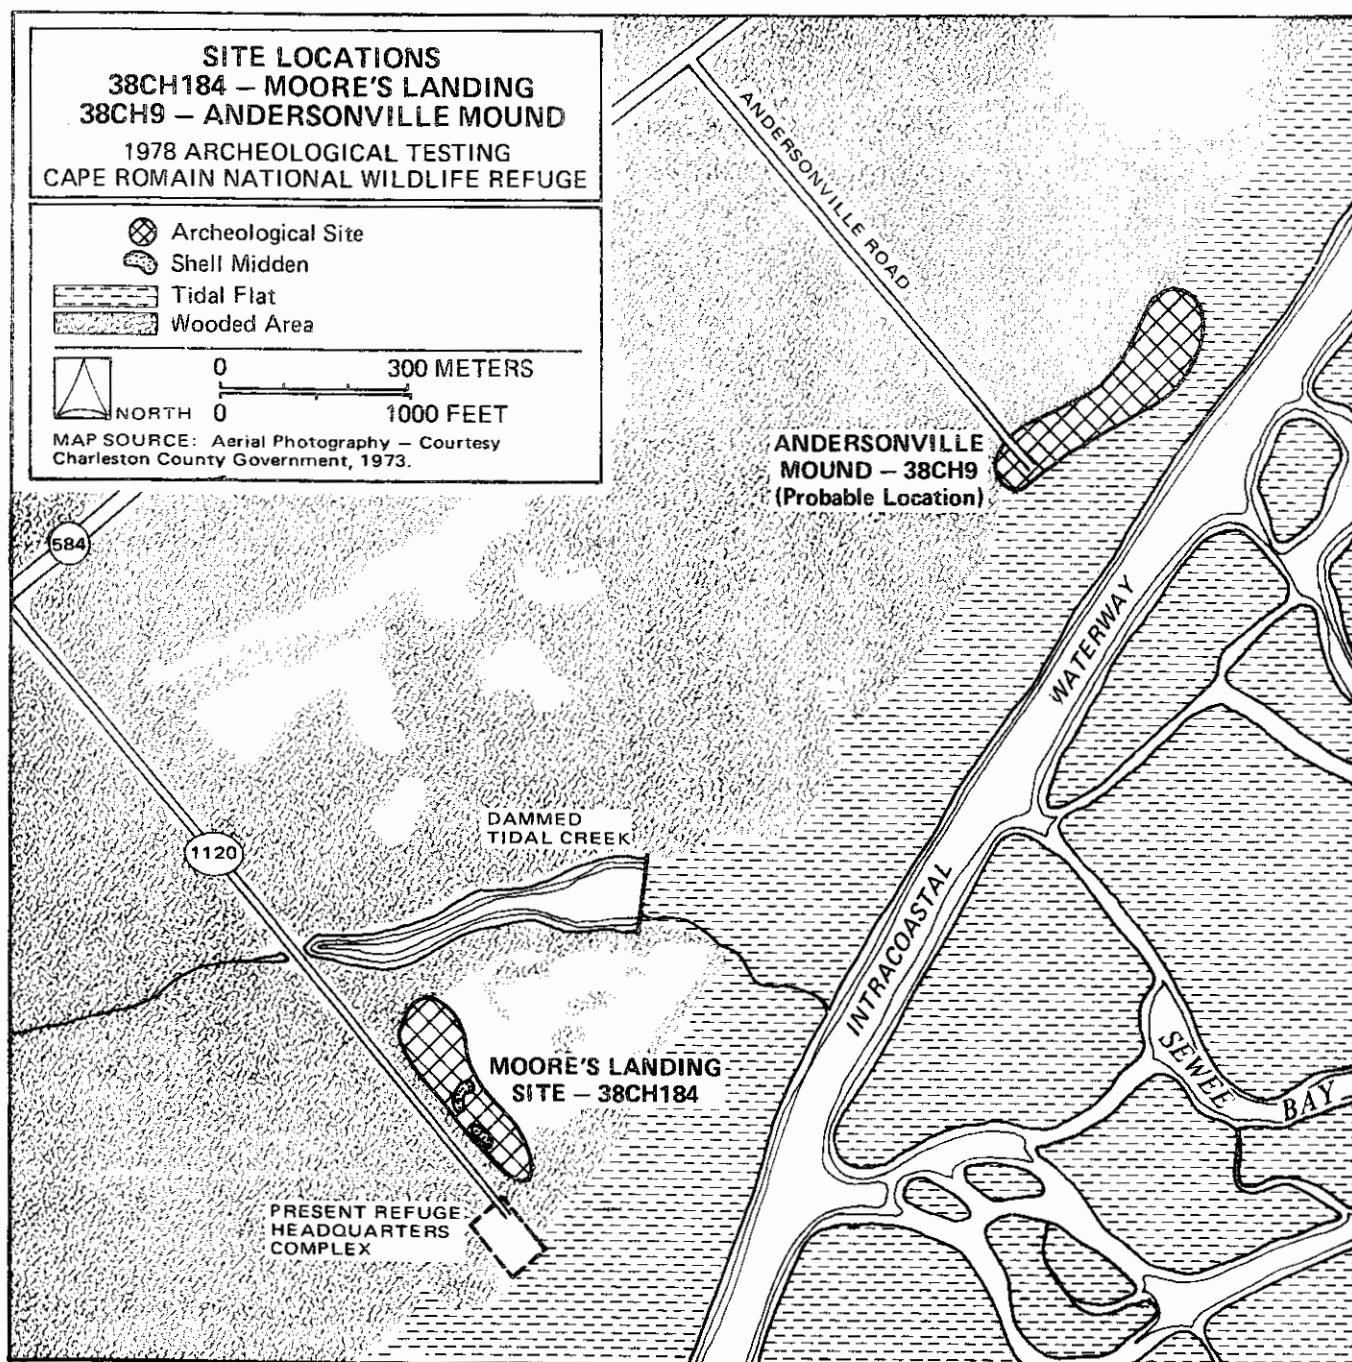 SITE LOCATIONS
38CH184 – MOORE'S LANDING
38CH9 – ANDERSONVILLE MOUND
1978 ARCHEOLOGICAL TESTING
CAPE ROMAIN NATIONAL WILDLIFE REFUGE
Archeological Site
Shell Midden
Tidal Flat
Wooded Area
0 300 METERS
NORTH 0 1000 FEET
MAP SOURCE: Aerial Photography – Courtesy
Charleston County Government, 1973.
ANDERSONVILLE ROAD
ANDERSONVILLE
MOUND – 38CH9
(Probable Location)
584
INTRACOASTAL WATERWAY
1120
DAMMED
TIDAL CREEK
MOORE'S LANDING
SITE – 38CH184
SEWEE BAY
PRESENT REFUGE
HEADQUARTERS
COMPLEX